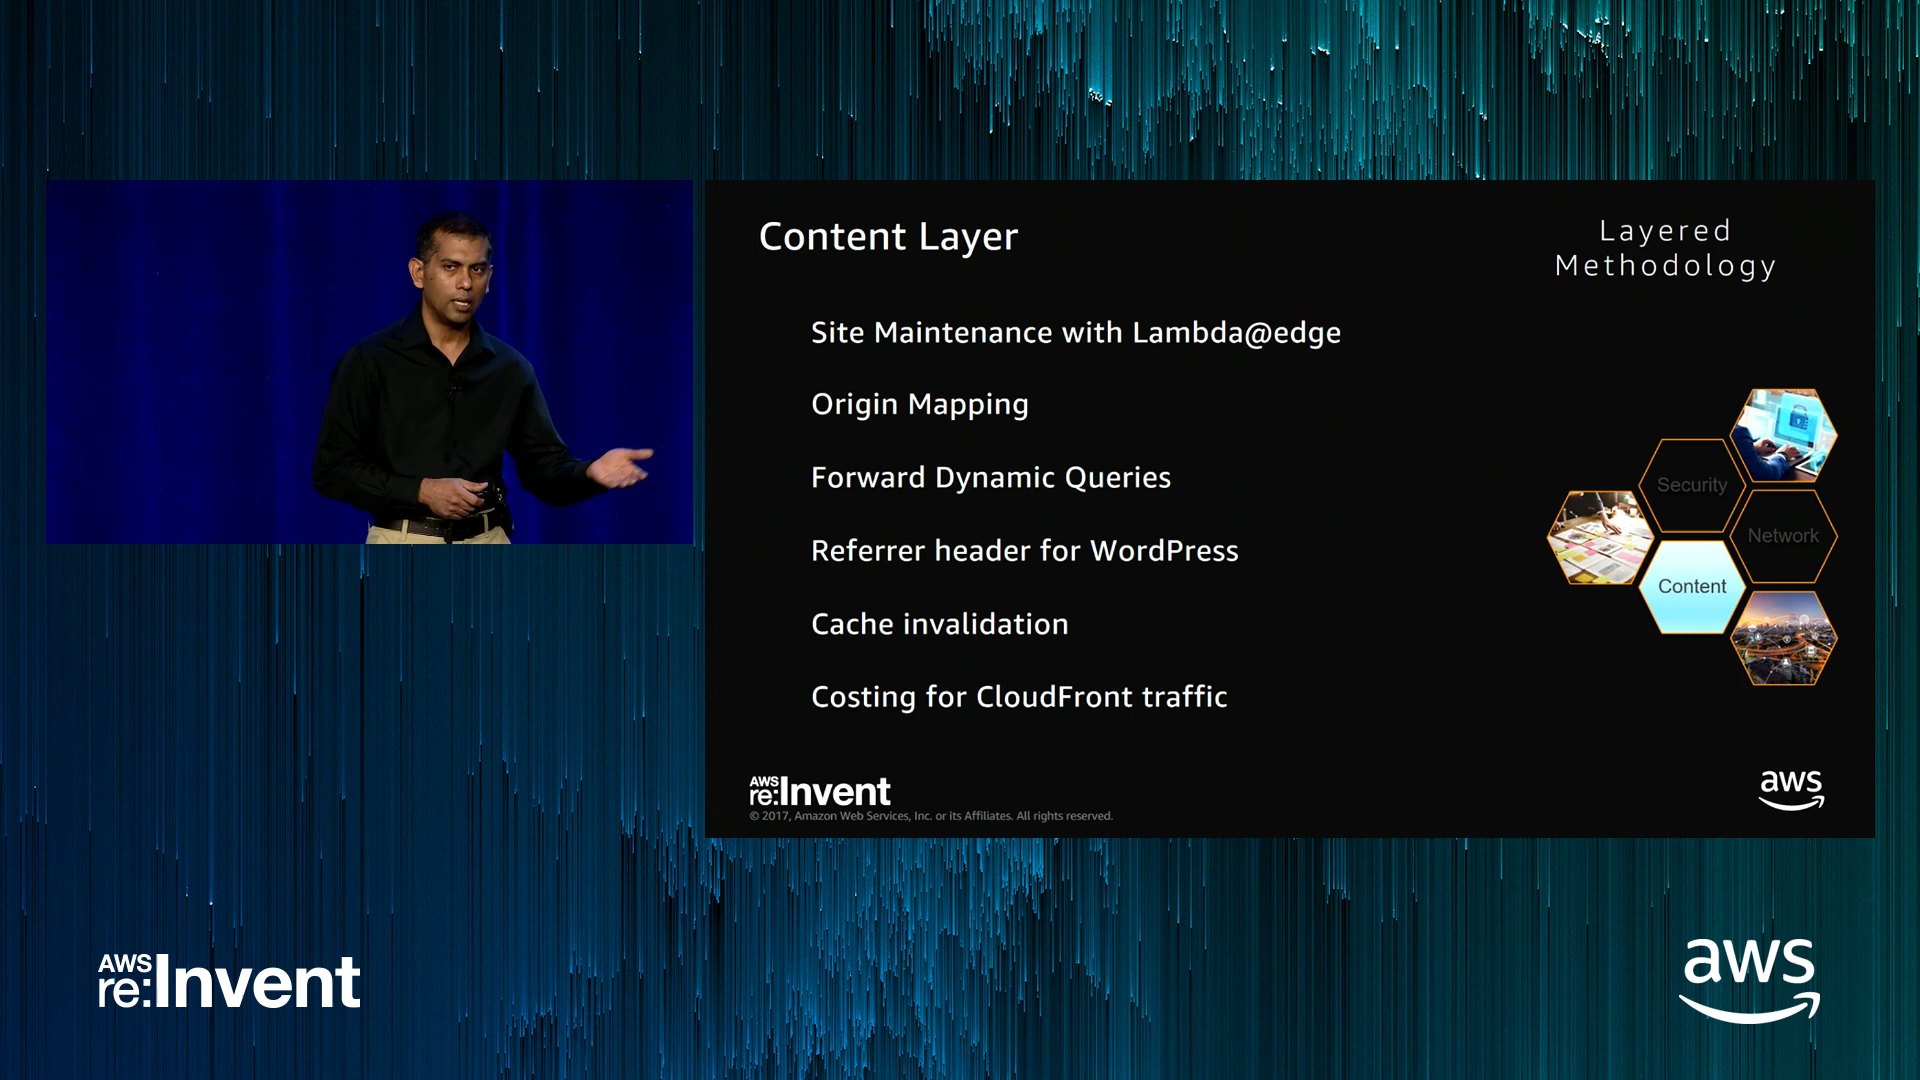 Content Layer
Layered
Methodology
Site Maintenance with Lambda@edge
Origin Mapping
Forward Dynamic Queries
Referrer header for WordPress
Cache invalidation
Costing for CloudFront traffic
Security
Network
Content
AWS
re:Invent
© 2017, Amazon Web Services, Inc. or its Affiliates. All rights reserved.
aws
AWS
re:Invent
aws